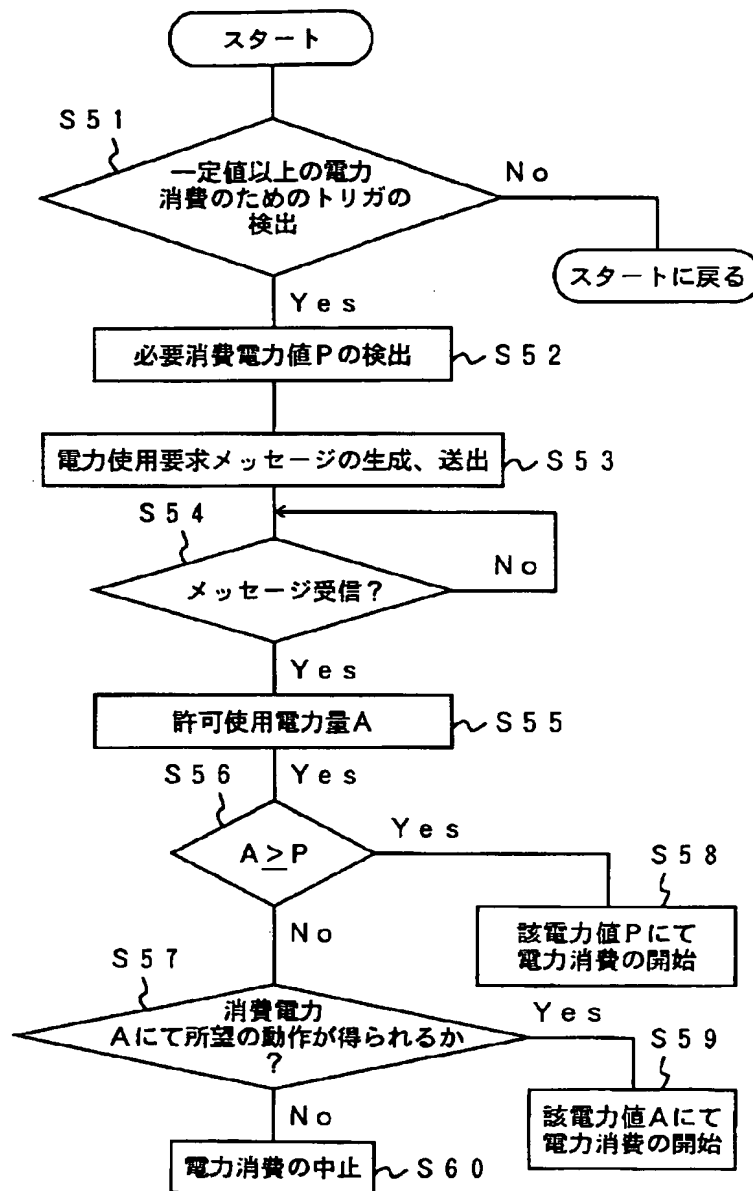 スタート
S51
一定値以上の電力
消費のためのトリガの
検出
No
スタートに戻る
Yes
必要消費電力値Pの検出
S52
電力使用要求メッセージの生成、送出
S53
S54
メッセージ受信?
No
Yes
許可使用電力量A
S55
S56
Yes
A≧P
Yes
S58
該電力値Pにて
電力消費の開始
No
S57
消費電力
Aにて所望の動作が得られるか
?
Yes
S59
該電力値Aにて
電力消費の開始
No
電力消費の中止
S60